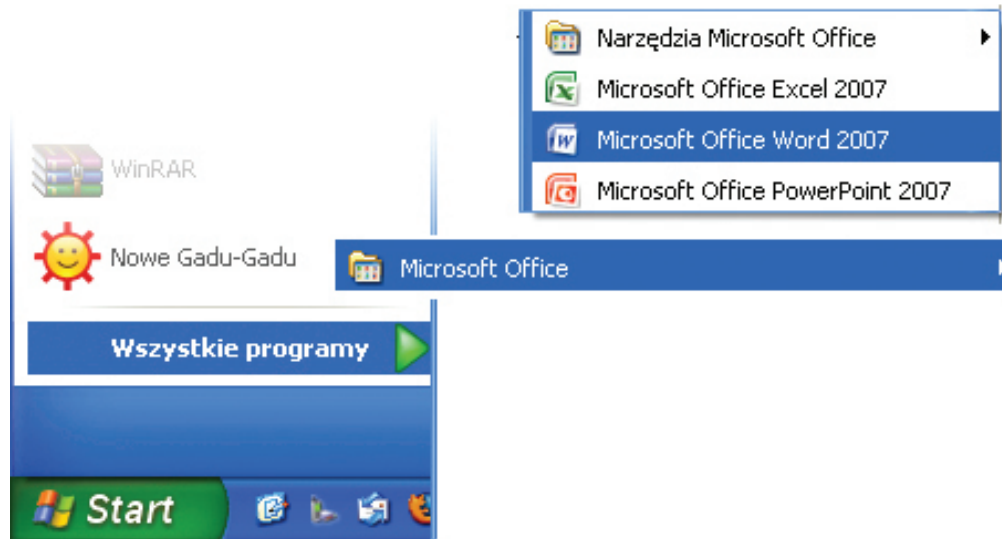 Narzędzia Microsoft Office
Microsoft Office Excel 2007
Microsoft Office Word 2007
Microsoft Office PowerPoint 2007
WinRAR
Nowe Gadu-Gadu
Microsoft Office
Wszystkie programy
Start